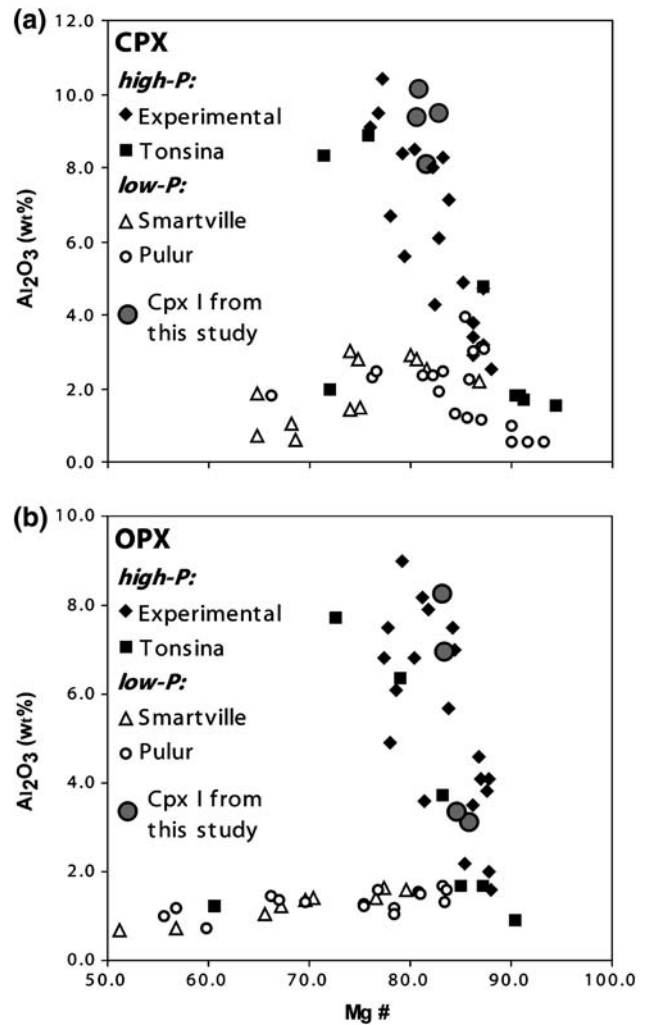 (a)
CPX
high-P:
Experimental
Tonsina
low-P:
Smartville
Pulur
Cpx I from
this study
12.0
10.0
8.0
6.0
4.0
2.0
0.0
Al₂O₃ (wt%)
(b)
OPX
high-P:
Experimental
Tonsina
low-P:
Smartville
Pulur
Cpx I from
this study
10.0
8.0
6.0
4.0
2.0
0.0
Al₂O₃ (wt%)
50.0 60.0 70.0 80.0 90.0 100.0
Mg #